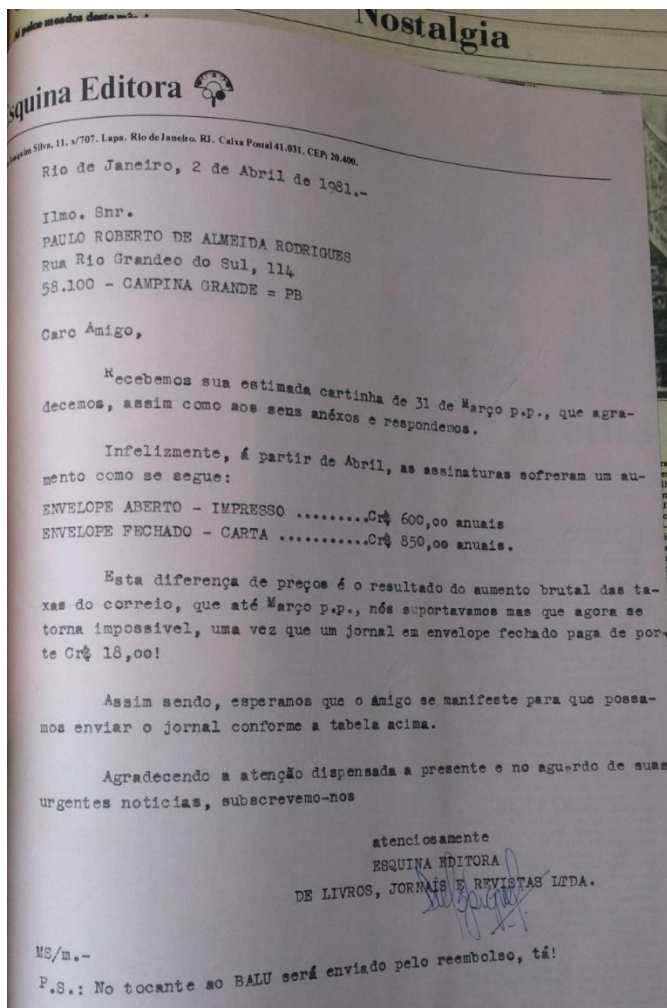 Nostalgia
quina Editora
Silva, 11, s/707. Lapa. Rio de Janeiro. RJ. Caixa Postal 41.031. CEP: 20.400.
Rio de Janeiro, 2 de Abril de 1981.-
Ilmo. Snr.
PAULO ROBERTO DE ALMEIDA RODRIGUES
Rua Rio Grandeo do Sul, 114
58.100 - CAMPINA GRANDE = PB
Caro Amigo,
Recebemos sua estimada cartinha de 31 de Março p.p., que agra-
decemos, assim como aos seus anéxos e respondemos.
Infelizmente, á partir de Abril, as assinaturas sofreram um au-
mento como se segue:
ENVELOPE ABERTO - IMPRESSO .........Cr$ 600,oo anuais
ENVELOPE FECHADO - CARTA ...........Cr$ 850,oo anuais.
Esta diferença de preços é o resultado do aumento brutal das ta-
xas do correio, que até Março p.p., nós suportavamos mas que agora se
torna impossivel, uma vez que um jornal em envelope fechado paga de por-
te Cr$ 18,oo!
Assim sendo, esperamos que o Amigo se manifeste para que possa-
mos enviar o jornal conforme a tabela acima.
Agradecendo a atenção dispensada a presente e no aguardo de suas
urgentes noticias, subscrevemo-nos
atenciosamente
ESQUINA EDITORA
DE LIVROS, JORNAIS E REVISTAS LTDA.
MS/m.-
P.S.: No tocante ao BALU será enviado pelo reembolso, tá!